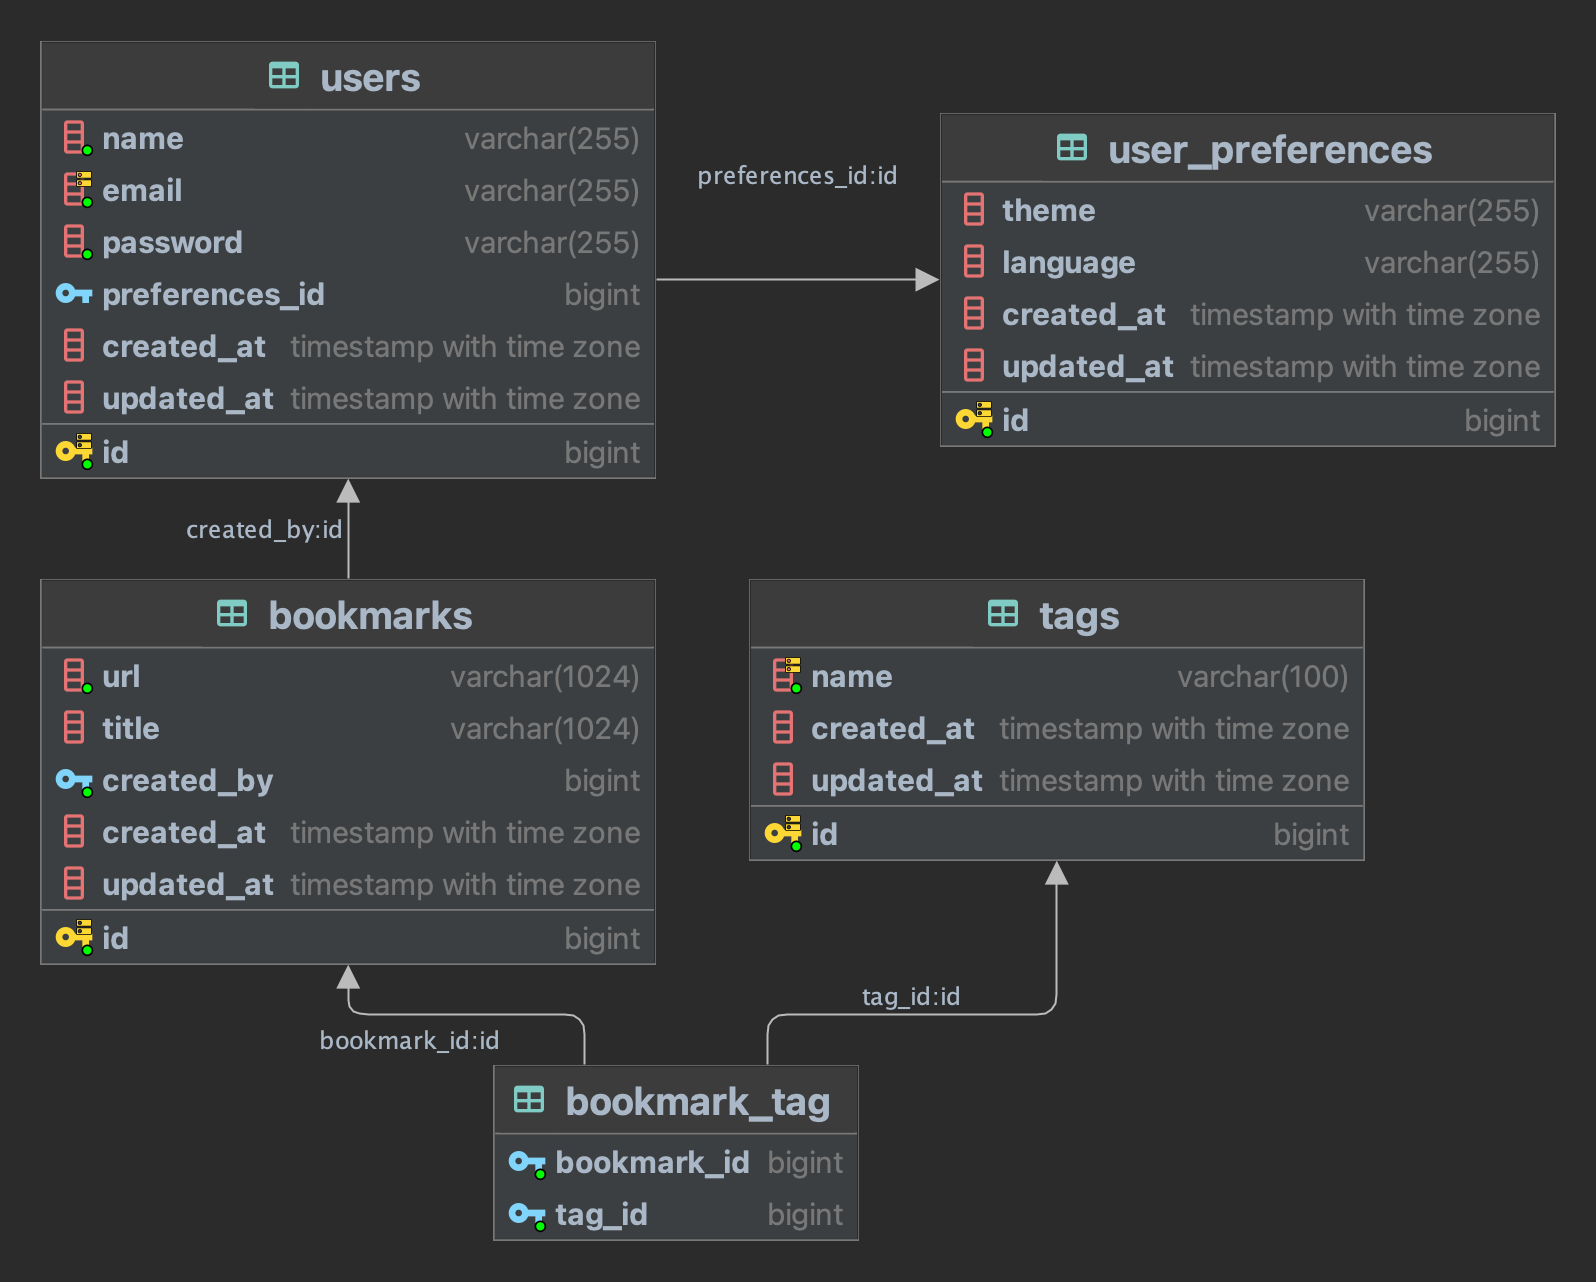 users
name varchar(255)
email varchar(255)
password varchar(255)
preferences_id bigint
created_at timestamp with time zone
updated_at timestamp with time zone
id bigint
preferences_id:id
user_preferences
theme varchar(255)
language varchar(255)
created_at timestamp with time zone
updated_at timestamp with time zone
id bigint
created_by:id
bookmarks
url varchar(1024)
title varchar(1024)
created_by bigint
created_at timestamp with time zone
updated_at timestamp with time zone
id bigint
tags
name varchar(100)
created_at timestamp with time zone
updated_at timestamp with time zone
id bigint
bookmark_id:id
tag_id:id
bookmark_tag
bookmark_id bigint
tag_id bigint